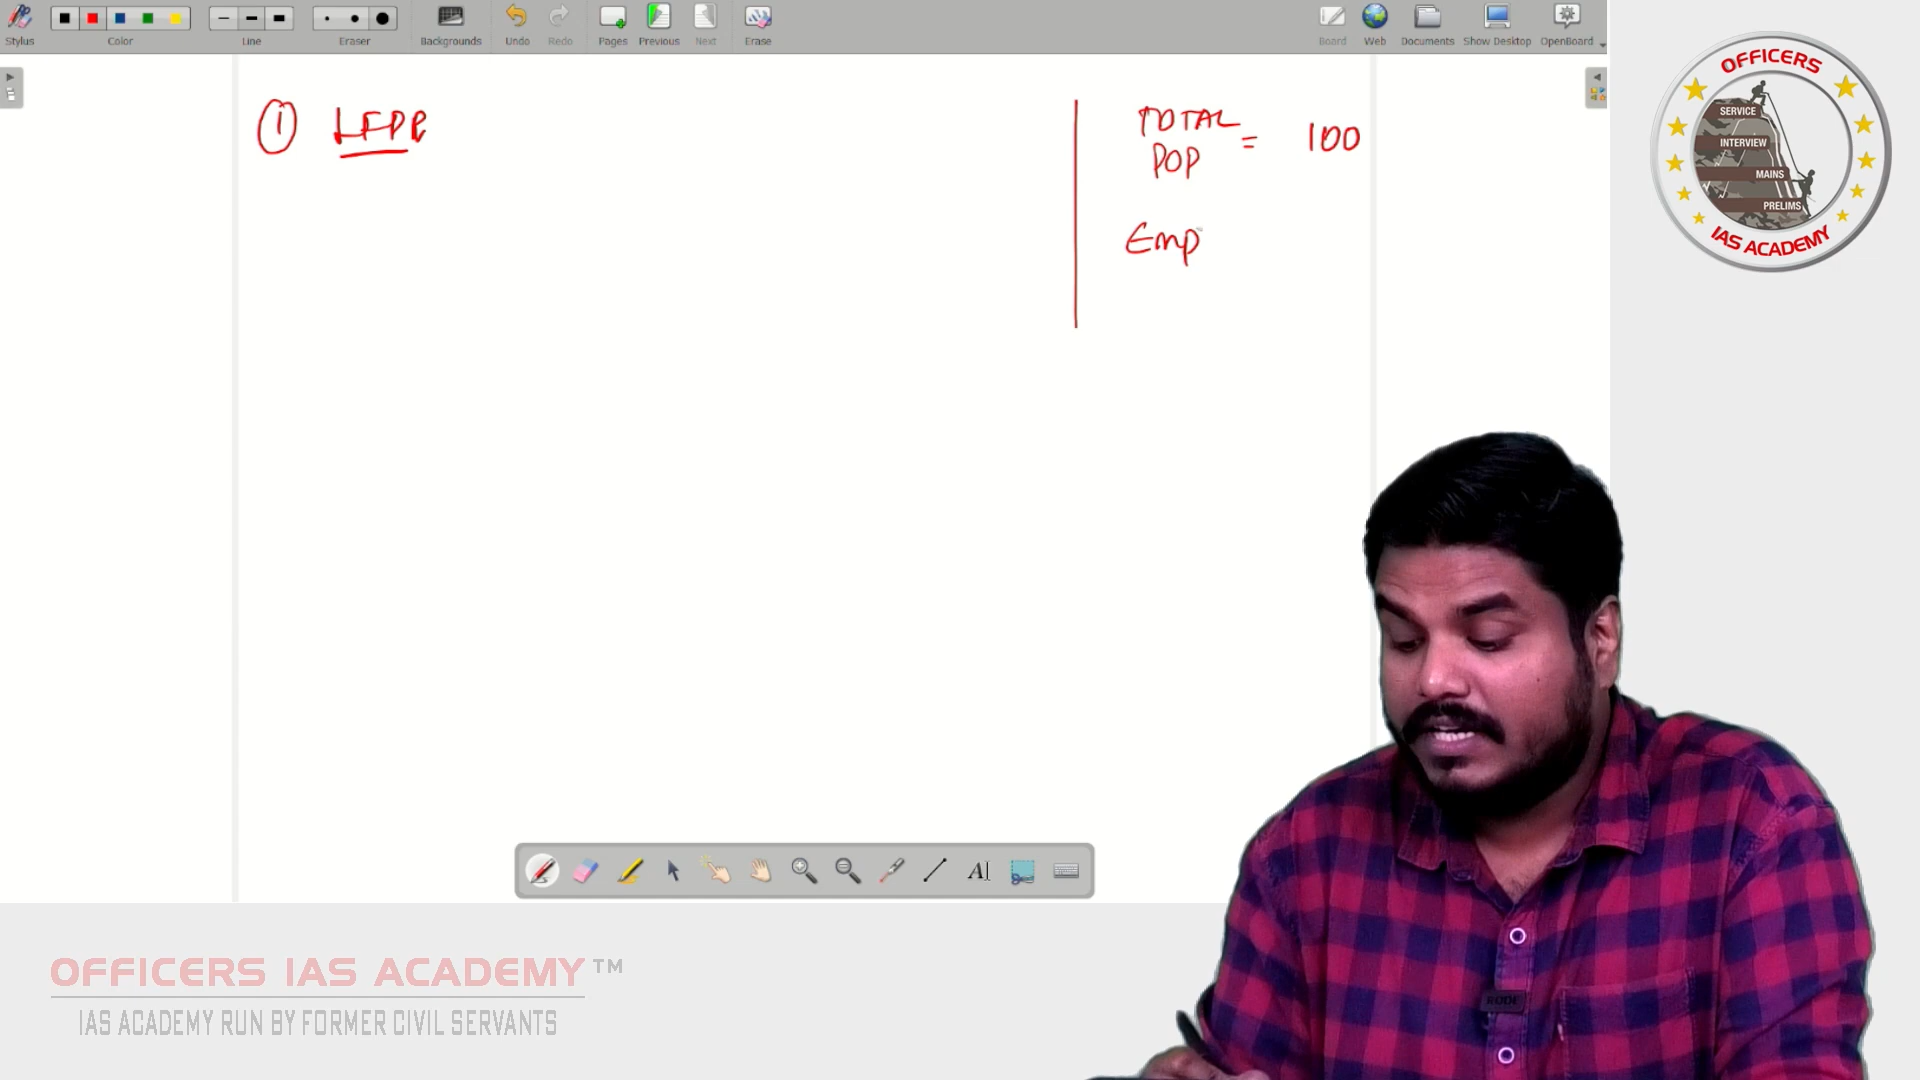 Stylus
Color
Line
Eraser
Backgrounds
Undo
Redo
Pages
Previous
Next
Erase
Board
Web
Documents
Show Desktop
OpenBoard
① LFPR
TOTAL
POP = 100
Emp
AI
OFFICERS
SERVICE
INTERVIEW
MAINS
PRELIMS
IAS ACADEMY
RODE
OFFICERS IAS ACADEMY™
IAS ACADEMY RUN BY FORMER CIVIL SERVANTS